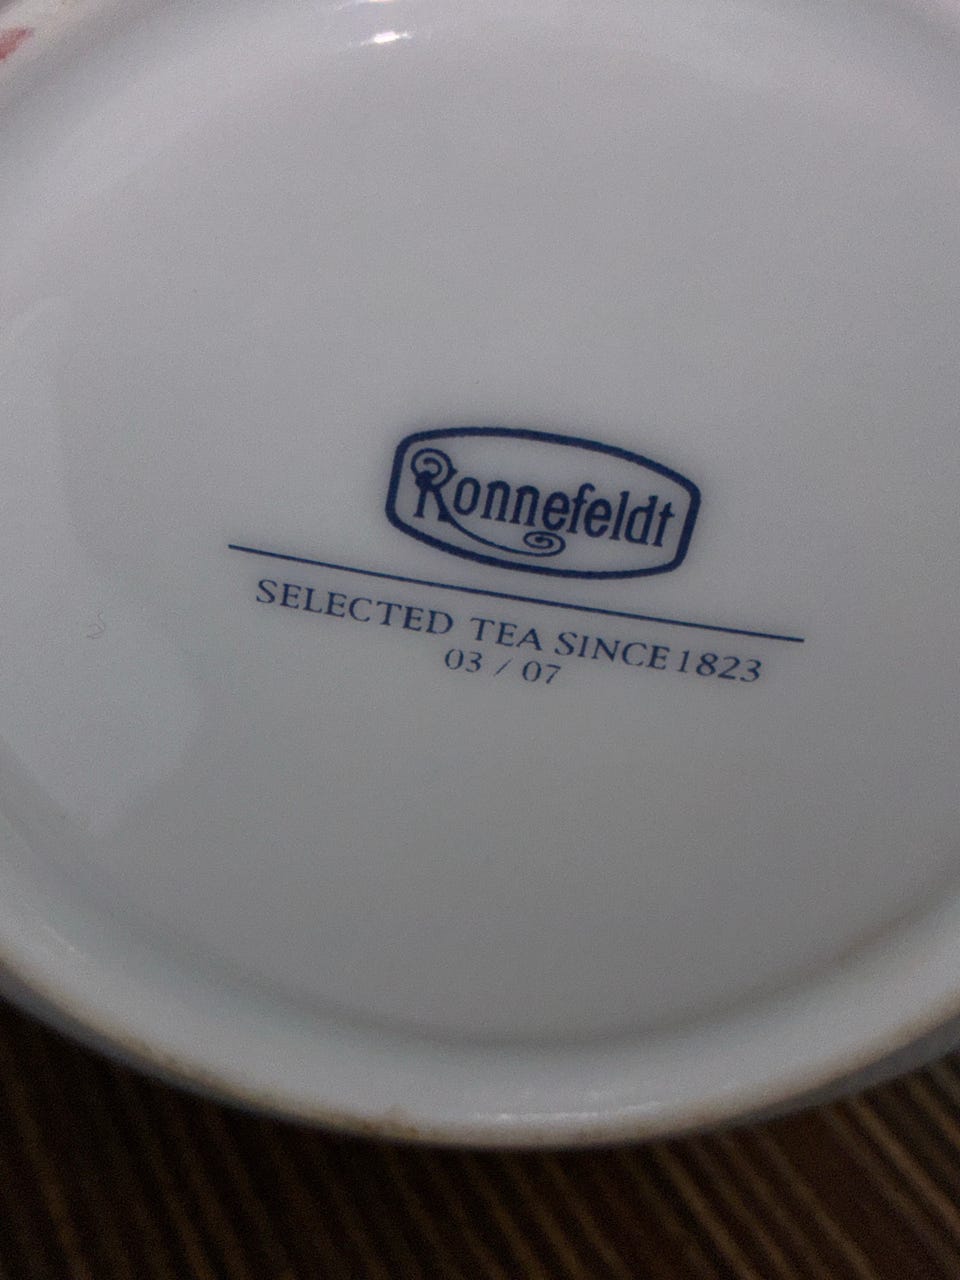 Ronnefeldt
SELECTED TEA SINCE 1823
03 / 07